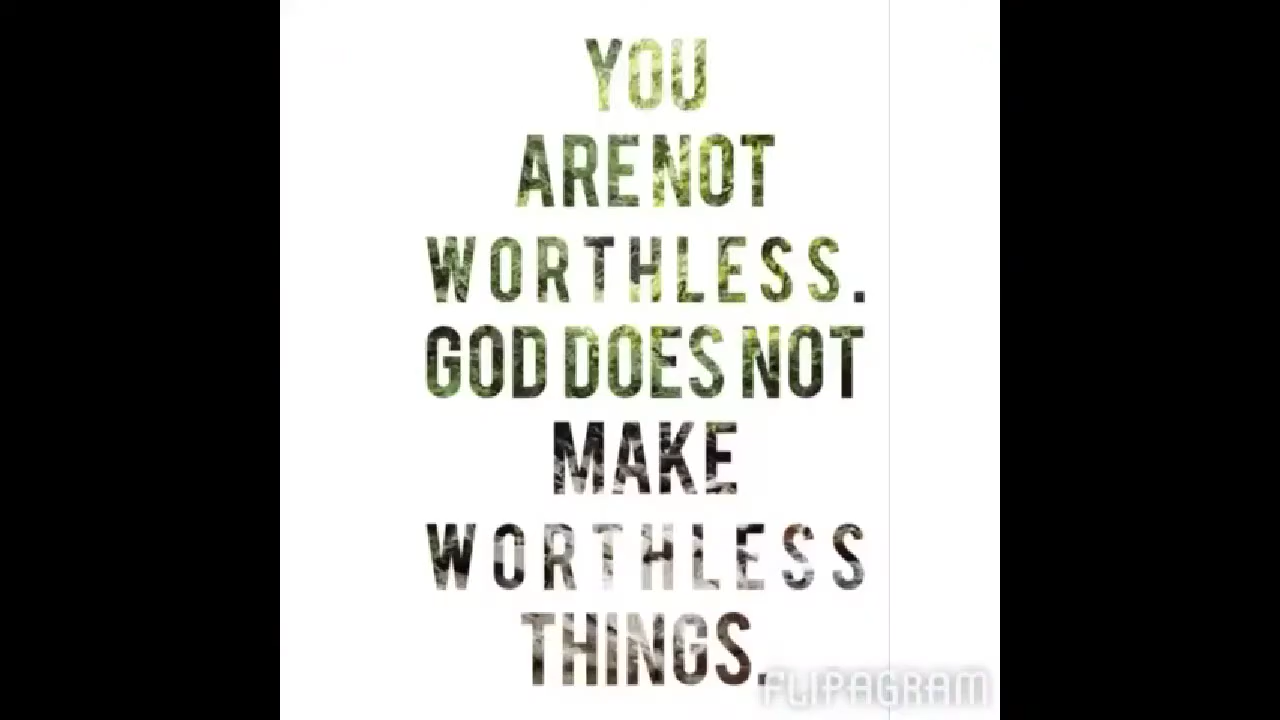 YOU
ARE NOT
WORTHLESS.
GOD DOES NOT
MAKE
WORTHLESS
THINGS.
FLIPAGRAM